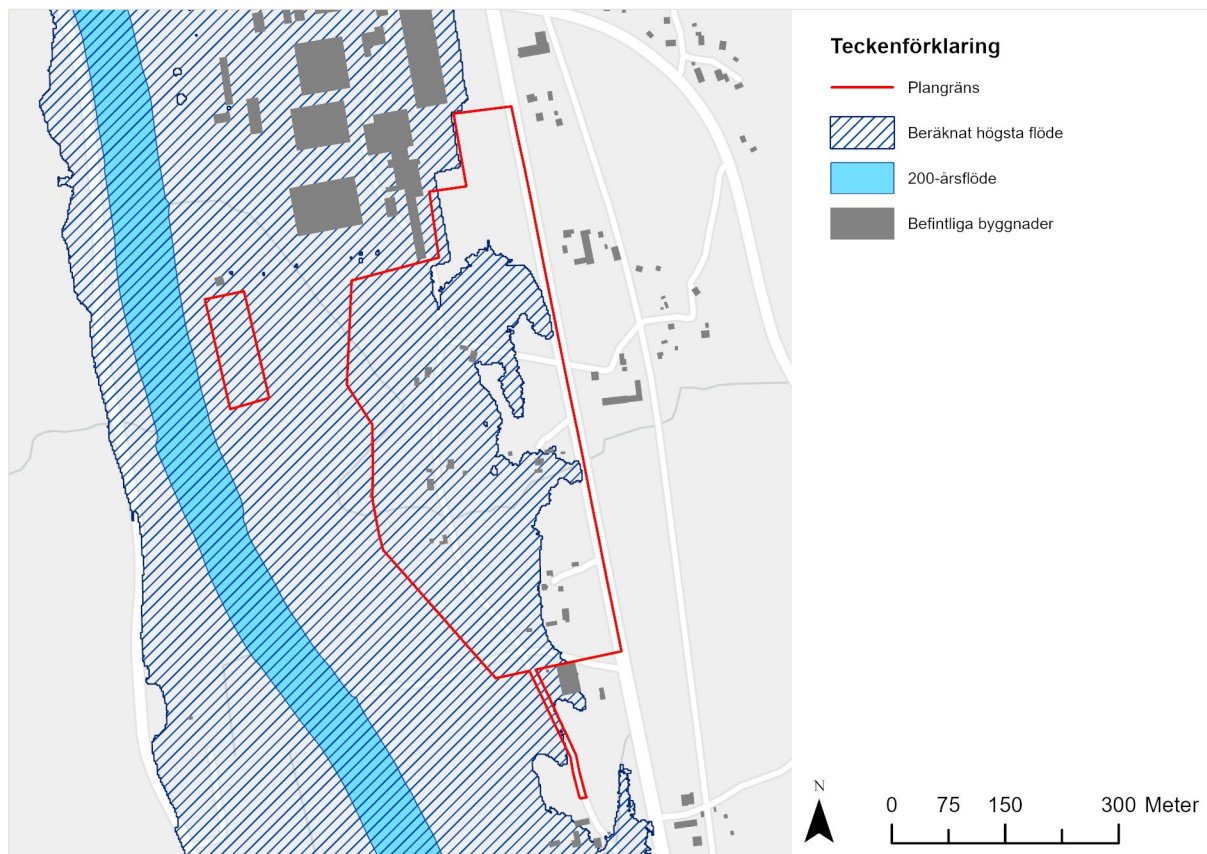 Teckenförklaring
Plangräns
Beräknat högsta flöde
200-årsflöde
Befintliga byggnader
N
0 75 150 300 Meter